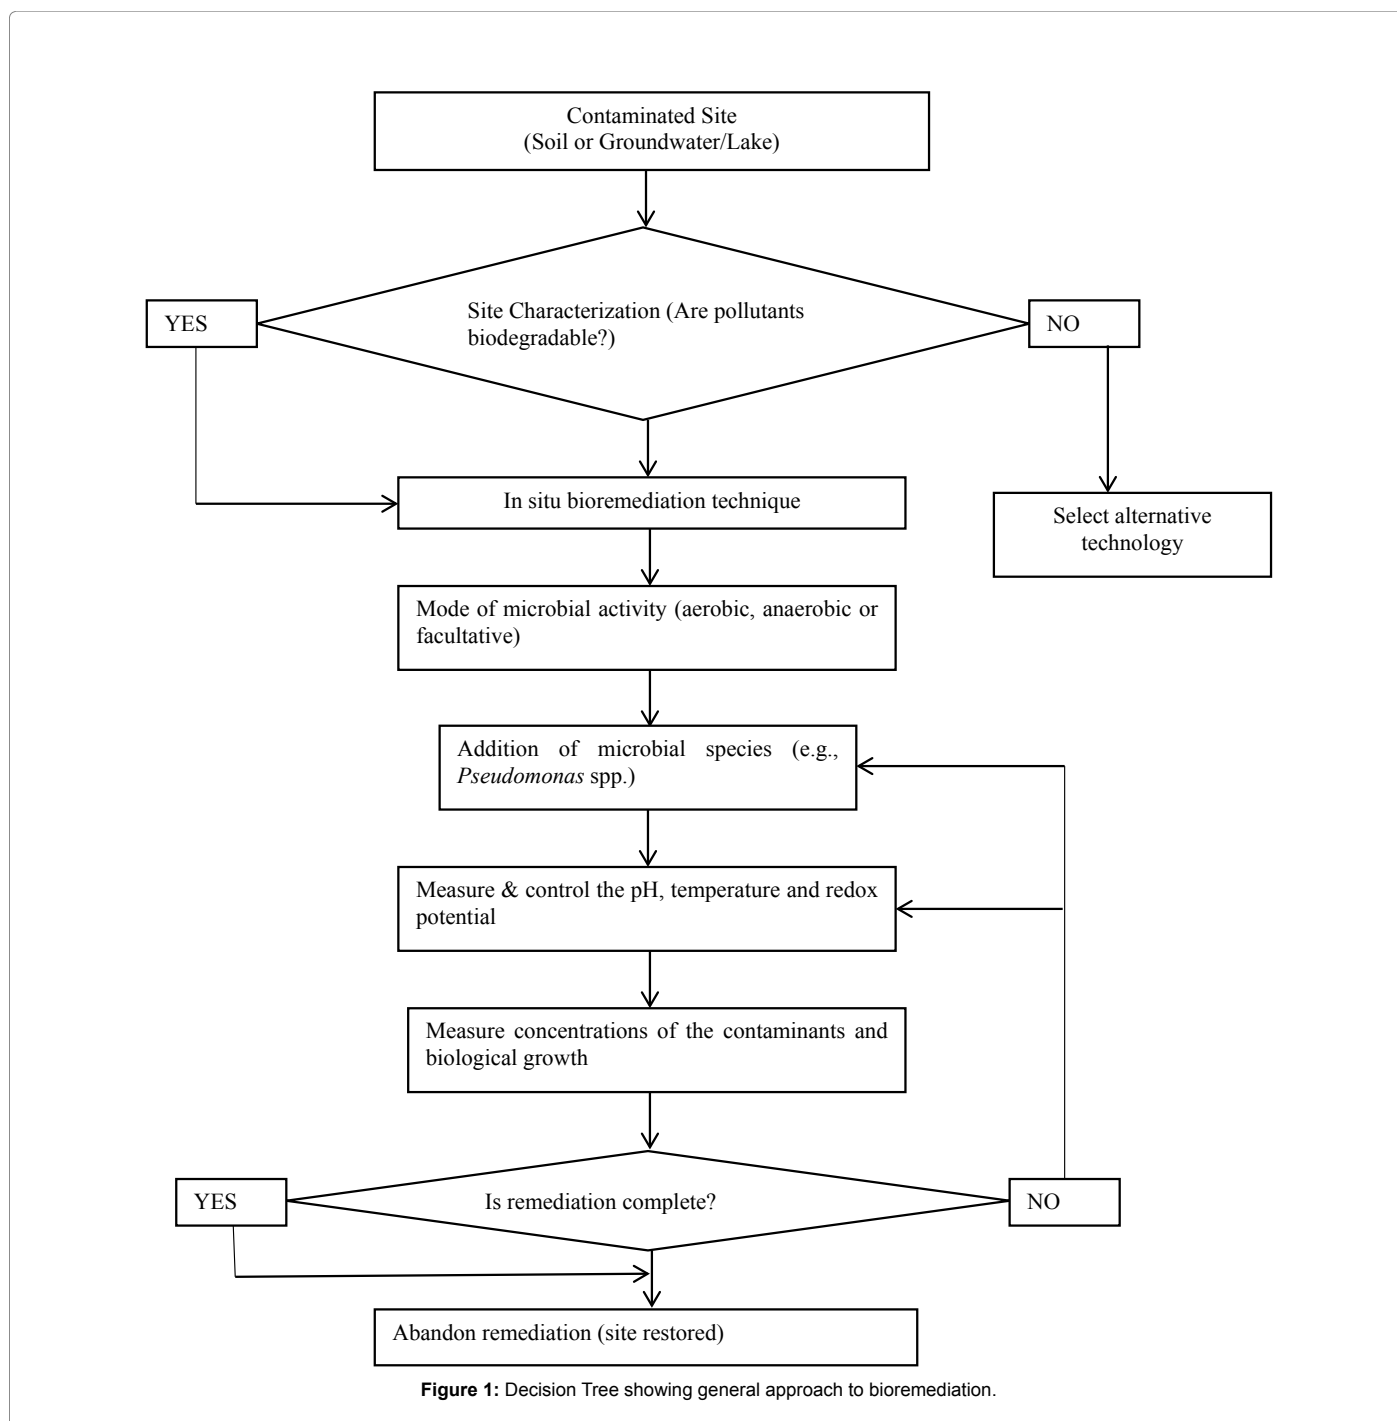 Contaminated Site
(Soil or Groundwater/Lake)
YES
Site Characterization (Are pollutants
biodegradable?)
NO
In situ bioremediation technique
Select alternative
technology
Mode of microbial activity (aerobic, anaerobic or
facultative)
Addition of microbial species (e.g.,
Pseudomonas spp.)
Measure & control the pH, temperature and redox
potential
Measure concentrations of the contaminants and
biological growth
YES
Is remediation complete?
NO
Abandon remediation (site restored)
Figure 1: Decision Tree showing general approach to bioremediation.